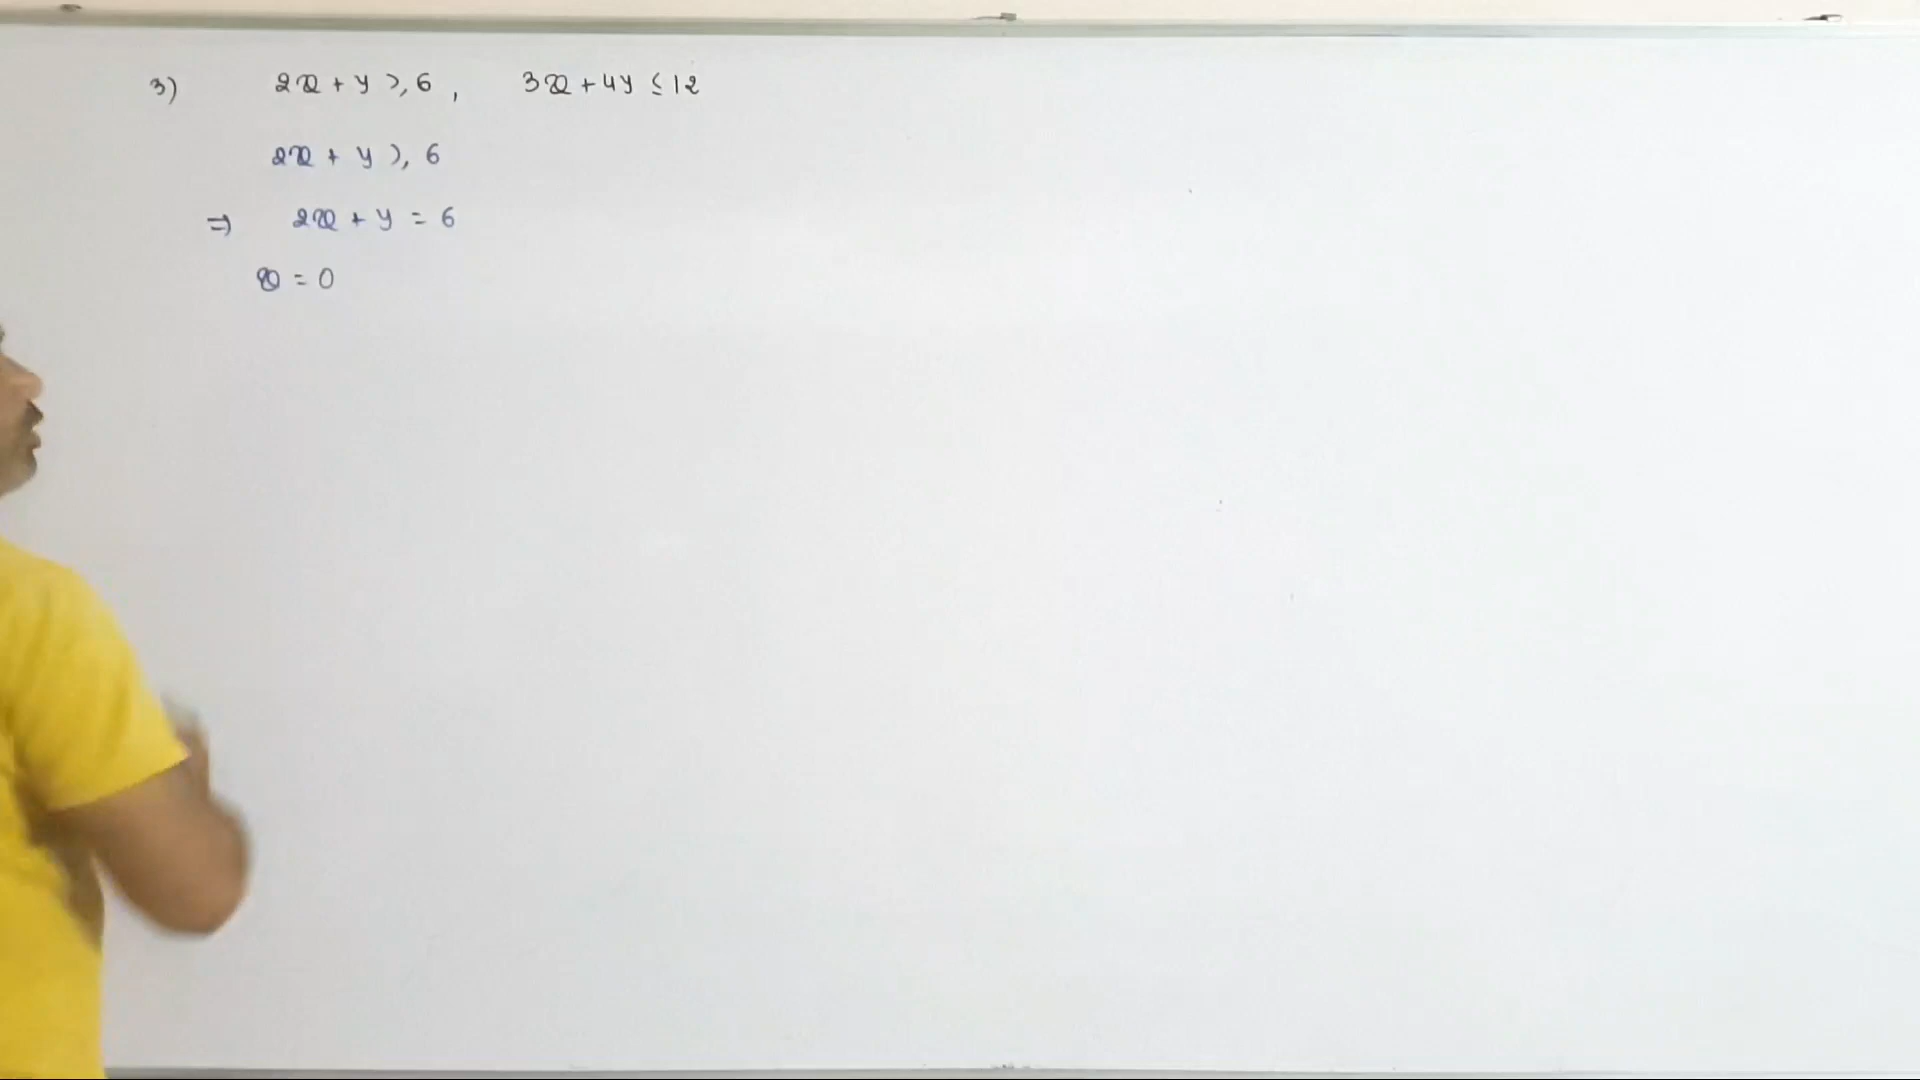 3) 2x + y ≥ 6 , 3x + 4y ≤ 12
2x + y ≥ 6
⇒ 2x + y = 6
x = 0